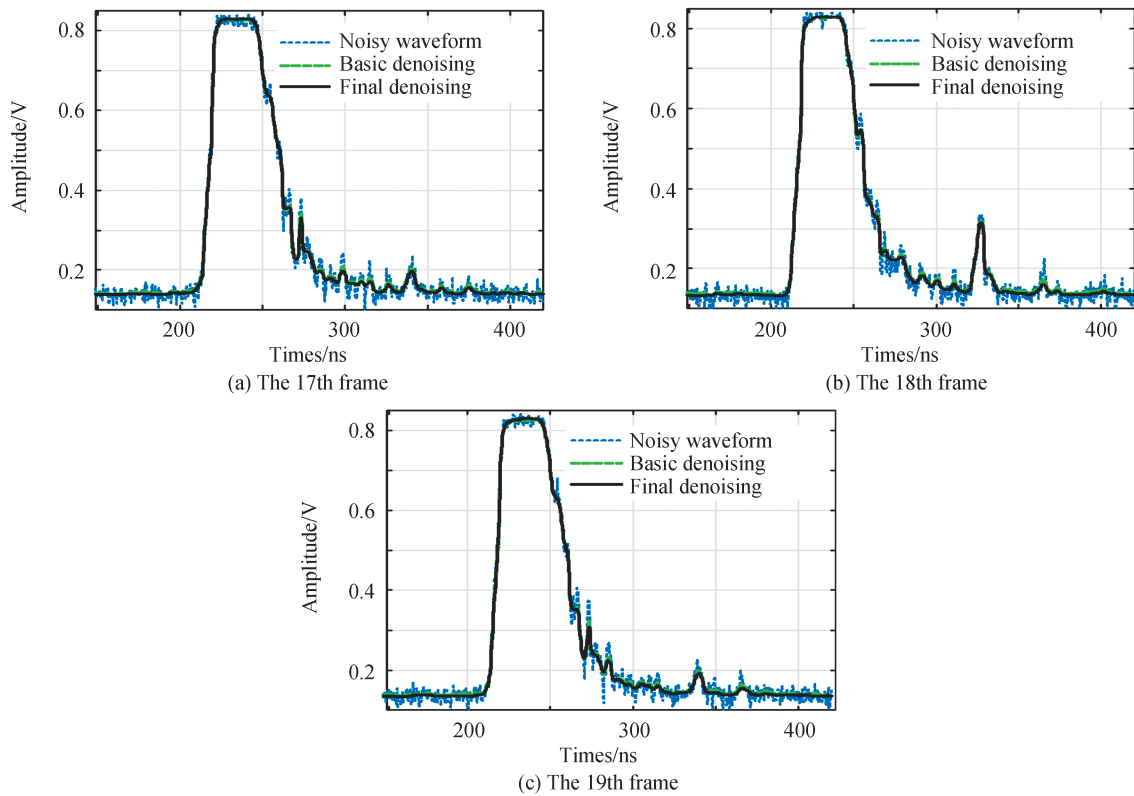 0.8
0.6
0.4
0.2
Amplitude/V
Noisy waveform
Basic denoising
Final denoising
200
300
400
Times/ns
(a) The 17th frame
0.8
0.6
0.4
0.2
Amplitude/V
Noisy waveform
Basic denoising
Final denoising
200
300
400
Times/ns
(b) The 18th frame
0.8
0.6
0.4
0.2
Amplitude/V
Noisy waveform
Basic denoising
Final denoising
200
300
400
Times/ns
(c) The 19th frame